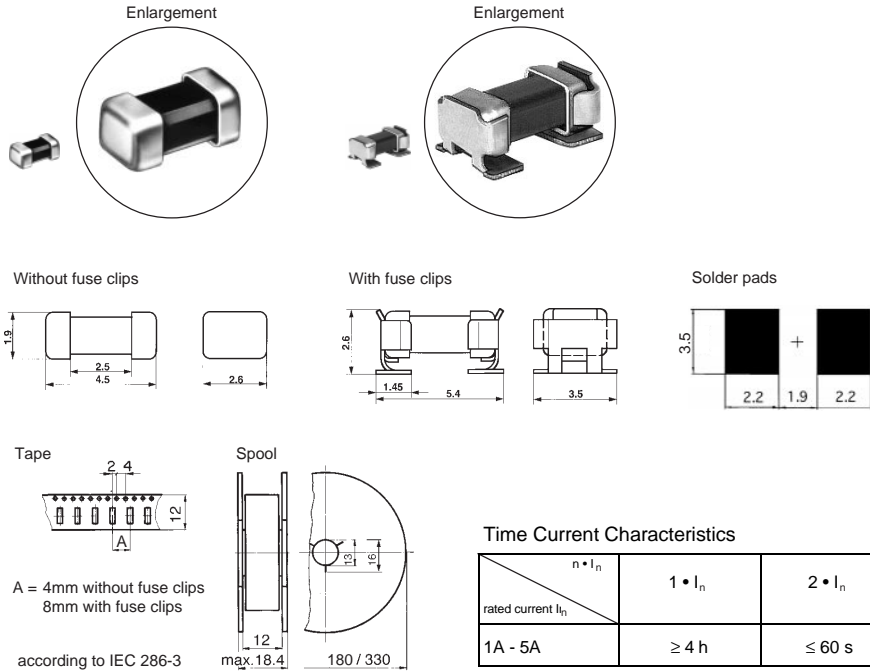 Enlargement
Enlargement
Without fuse clips
With fuse clips
Solder pads
1.9
2.5
4.5
2.6
2.6
1.45
5.4
3.5
3.5
+
2.2 1.9 2.2
Tape
Spool
2 4
12
A
A = 4mm without fuse clips
8mm with fuse clips
according to IEC 286-3
13
16
12
max.18.4
180 / 330
Time Current Characteristics
n • In
rated current IIn
1 • In
2 • In
1A - 5A
≥ 4 h
≤ 60 s